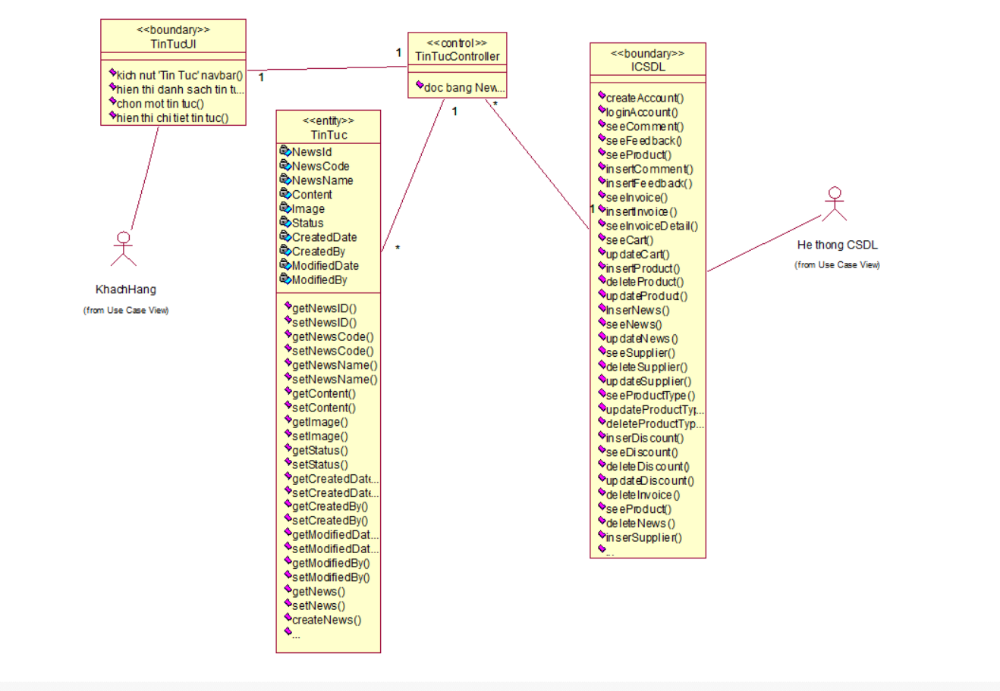 <<boundary>>
TinTucUI
kich nut 'Tin Tuc' navbar()
hien thi danh sach tin tu...
chon mot tin tuc()
hien thi chi tiet tin tuc()
1
1
<<control>>
TinTucController
doc bang New...
1
*
<<entity>>
TinTuc
NewsId
NewsCode
NewsName
Content
Image
Status
CreatedDate
CreatedBy
ModifiedDate
ModifiedBy
getNewsID()
setNewsID()
getNewsCode()
setNewsCode()
getNewsName()
setNewsName()
getContent()
setContent()
getImage()
setImage()
getStatus()
setStatus()
getCreatedDate...
setCreatedDate...
getCreatedBy()
setCreatedBy()
getModifiedDat...
setModifiedDat...
getModifiedBy()
setModifiedBy()
getNews()
setNews()
createNews()
...
*
1
<<boundary>>
ICSDL
createAccount()
loginAccount()
seeComment()
seeFeedback()
seeProduct()
insertComment()
insertFeedback()
seeInvoice()
insertInvoice()
seeInvoiceDetail()
seeCart()
updateCart()
insertProduct()
deleteProduct()
updateProduct()
InserNews()
seeNews()
updateNews()
seeSupplier()
deleteSupplier()
updateSupplier()
seeProductType()
updateProductTyp...
deleteProductTyp...
inserDiscount()
seeDiscount()
deleteDiscount()
updateDiscount()
deleteInvoice()
seeProduct()
deleteNews()
inserSupplier()
...
KhachHang
(from Use Case View)
He thong CSDL
(from Use Case View)